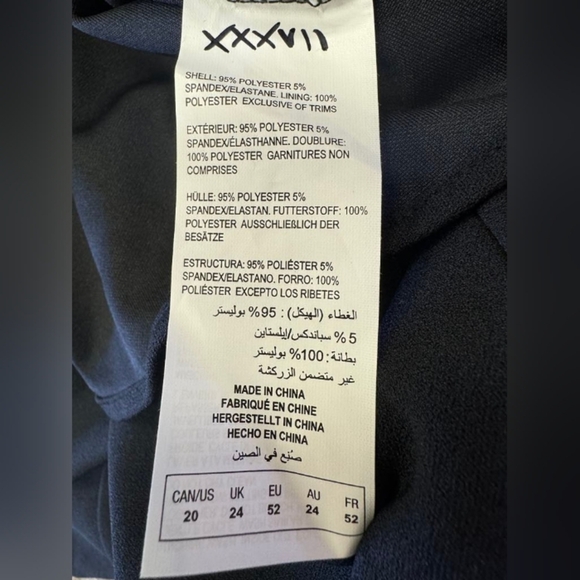 XXXVII
SHELL: 95% POLYESTER 5%
SPANDEX/ELASTANE. LINING: 100%
POLYESTER EXCLUSIVE OF TRIMS
EXTÉRIEUR: 95% POLYESTER 5%
SPANDEX/ÉLASTHANNE. DOUBLURE:
100% POLYESTER GARNITURES NON
COMPRISES
HÜLLE: 95% POLYESTER 5%
SPANDEX/ELASTAN. FUTTERSTOFF: 100%
POLYESTER AUSSCHLIEßLICH DER
BESÄTZE
ESTRUCTURA: 95% POLIÉSTER 5%
SPANDEX/ELASTANO. FORRO: 100%
POLIÉSTER EXCEPTO LOS RIBETES
الغطاء (الهيكل): 95% بوليستر
5% سباندكس/إيلستاين
بطانة: 100% بوليستر
غير متضمن الزركشة
MADE IN CHINA
FABRIQUÉ EN CHINE
HERGESTELLT IN CHINA
HECHO EN CHINA
صُنِع في الصين
CAN/US UK EU AU FR
20 24 52 24 52